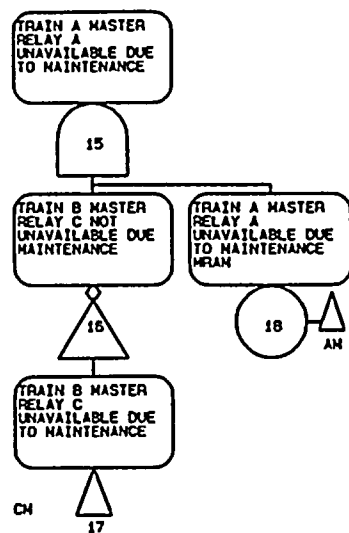 TRAIN A MASTER
RELAY A
UNAVAILABLE DUE
TO MAINTENANCE
15
TRAIN B MASTER
RELAY C NOT
UNAVAILABLE DUE
MAINTENANCE
TRAIN A MASTER
RELAY A
UNAVAILABLE DUE
TO MAINTENANCE
MRAM
16
18
AM
TRAIN B MASTER
RELAY C
UNAVAILABLE DUE
TO MAINTENANCE
CM
17